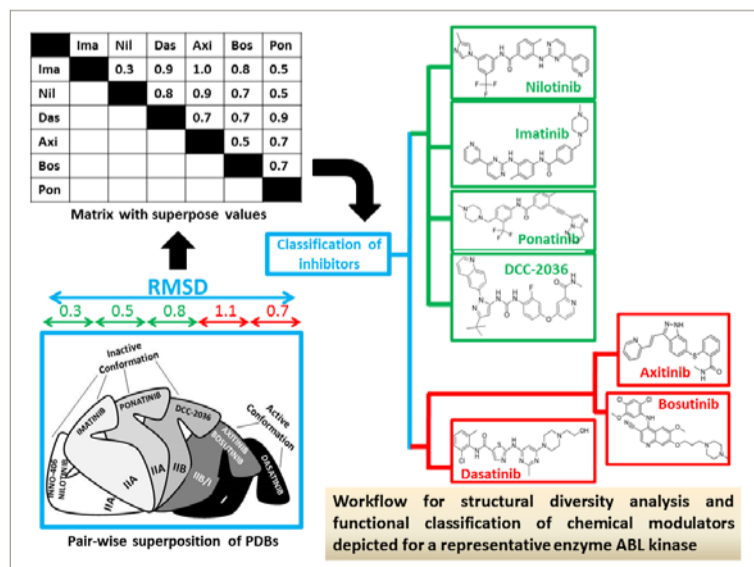 Ima Nil Das Axi Bos Pon
Ima 0.3 0.9 1.0 0.8 0.5
Nil 0.8 0.9 0.7 0.5
Das 0.7 0.7 0.9
Axi 0.5 0.7
Bos 0.7
Pon
Matrix with superpose values
RMSD
0.3 0.5 0.8 1.1 0.7
Inactive
Conformation
Active
Conformation
INNO-406
NILOTINIB
IMATINIB
PONATINIB
DCC-2036
AXITINIB
BOSUTINIB
DASATINIB
IIA
IIA
IIA
IIB
IIB/I
I
Pair-wise superposition of PDBs
Classification of
inhibitors
Nilotinib
Imatinib
Ponatinib
DCC-2036
Axitinib
Bosutinib
Dasatinib
Workflow for structural diversity analysis and
functional classification of chemical modulators
depicted for a representative enzyme ABL kinase